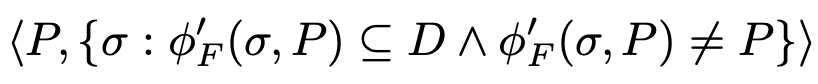 ⟨P, {σ : ϕ′_F(σ, P) ⊆ D ∧ ϕ′_F(σ, P) ≠ P}⟩